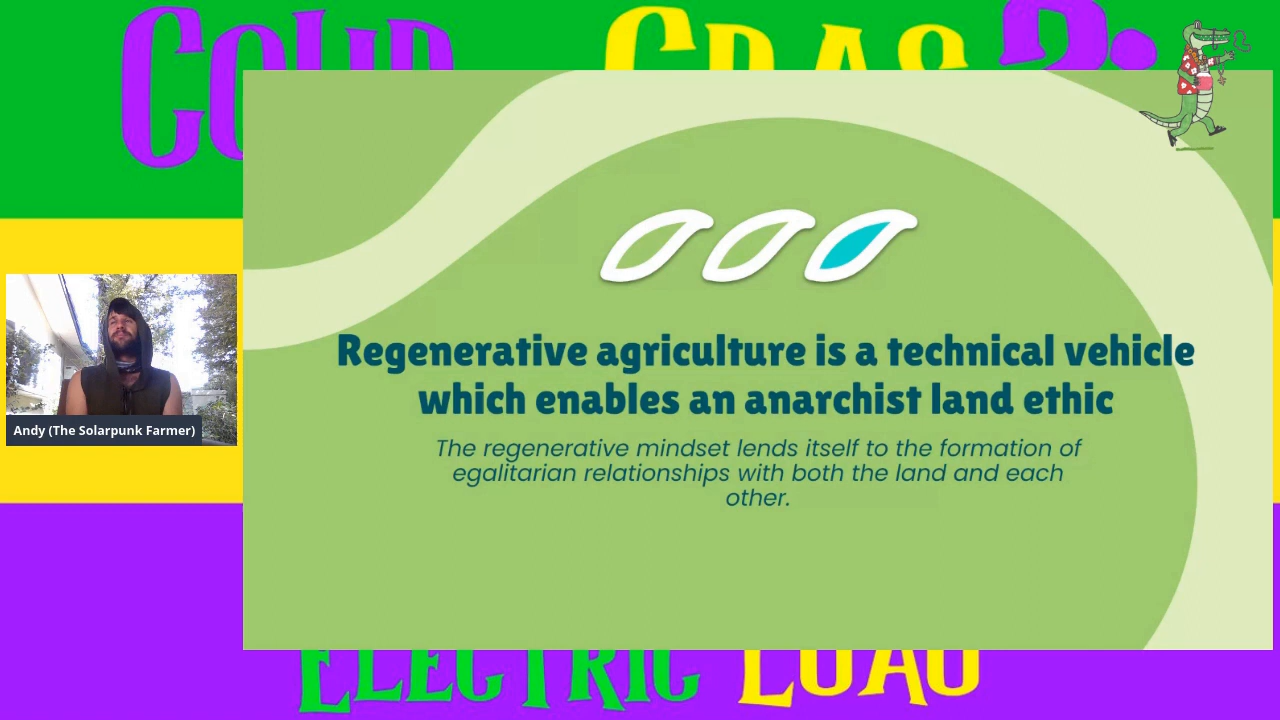 Regenerative agriculture is a technical vehicle
which enables an anarchist land ethic
The regenerative mindset lends itself to the formation of
egalitarian relationships with both the land and each
other.
Andy (The Solarpunk Farmer)
ELECTRIC